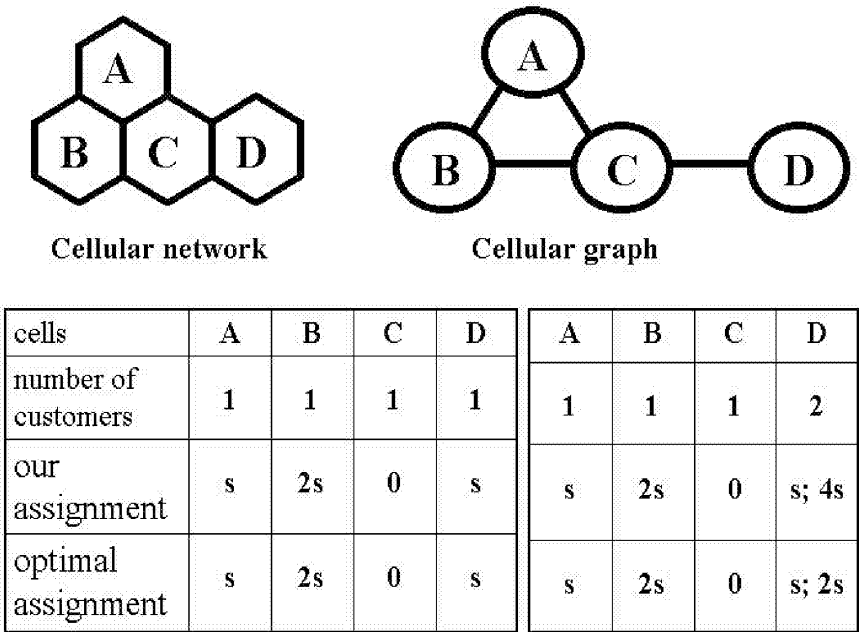 A
B C D
Cellular network
A
B C D
Cellular graph
cells A B C D
number of
customers 1 1 1 1
our
assignment s 2s 0 s
optimal
assignment s 2s 0 s
A B C D
1 1 1 2
s 2s 0 s; 4s
s 2s 0 s; 2s